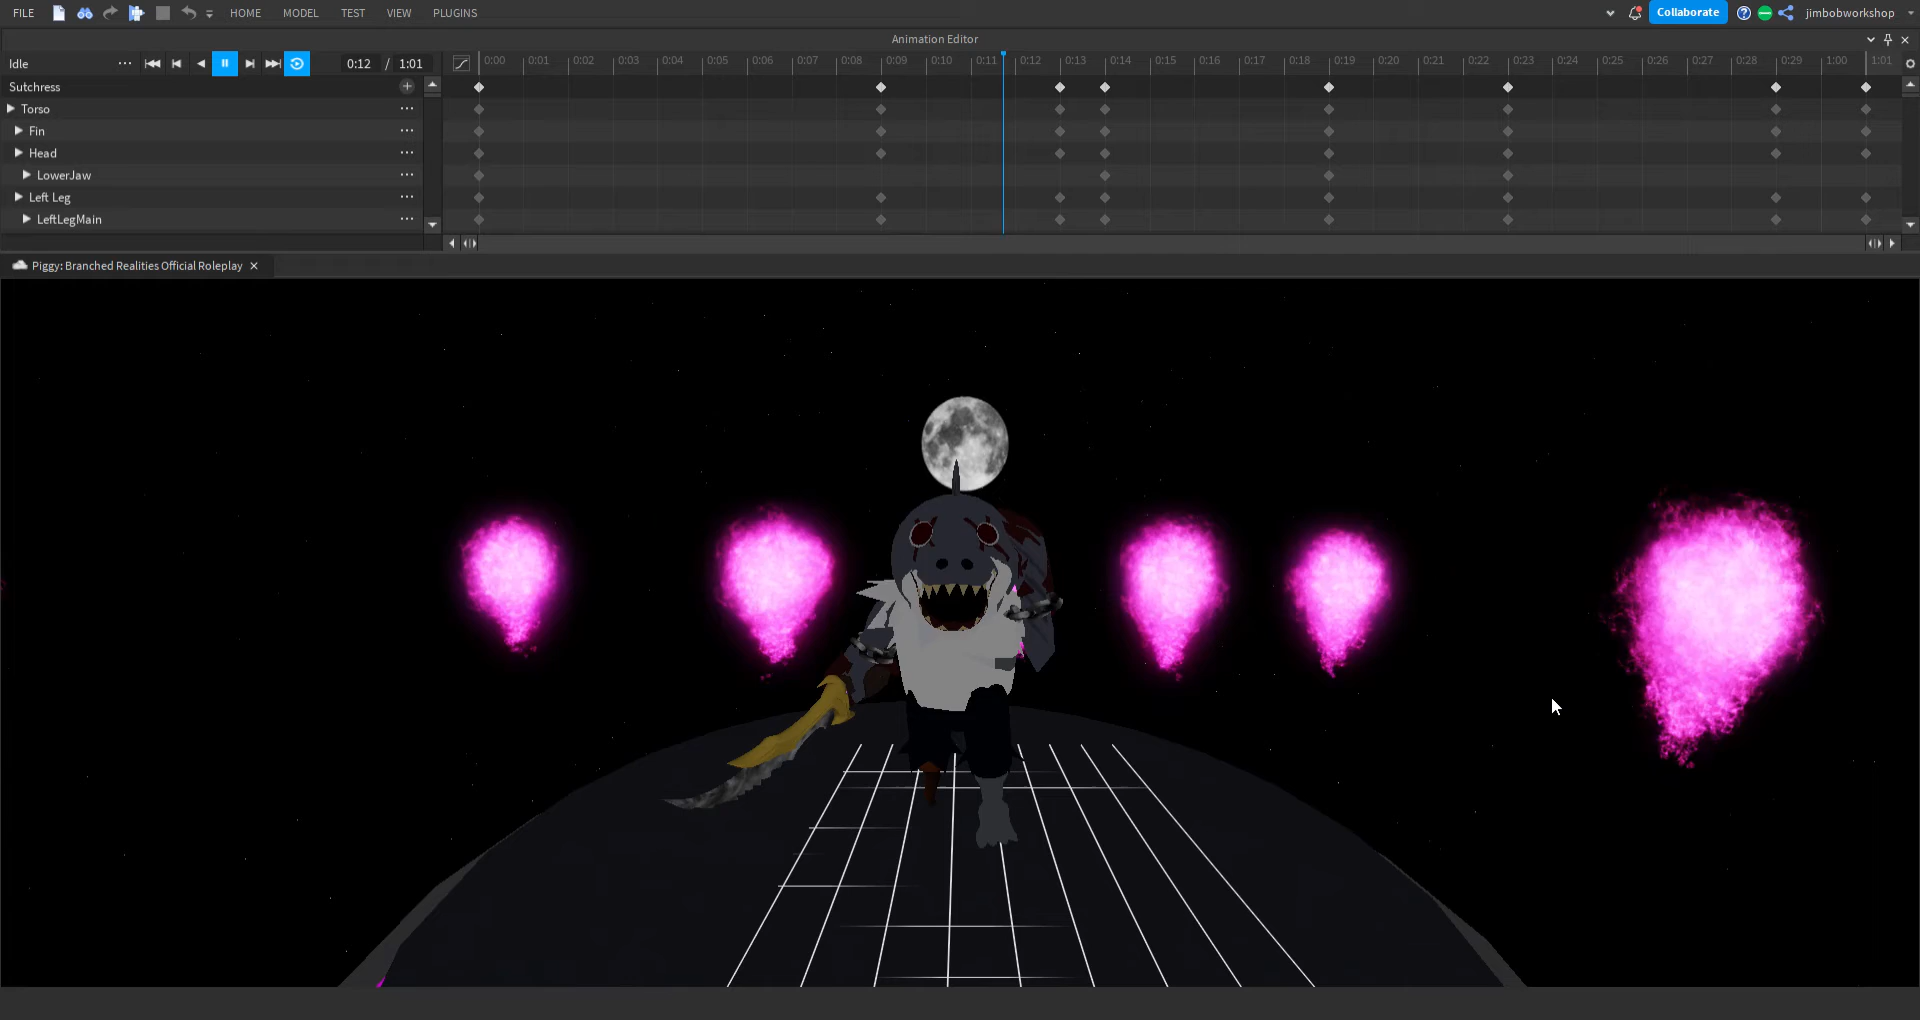 FILE HOME MODEL TEST VIEW PLUGINS Collaborate jimbobworkshop
Animation Editor
Idle 0:12 / 1:01 0:00 0:01 0:02 0:03 0:04 0:05 0:06 0:07 0:08 0:09 0:10 0:11 0:12 0:13 0:14 0:15 0:16 0:17 0:18 0:19 0:20 0:21 0:22 0:23 0:24 0:25 0:26 0:27 0:28 0:29 1:00 1:01
Sutchress
Torso
Fin
Head
LowerJaw
Left Leg
LeftLegMain
Piggy: Branched Realities Official Roleplay